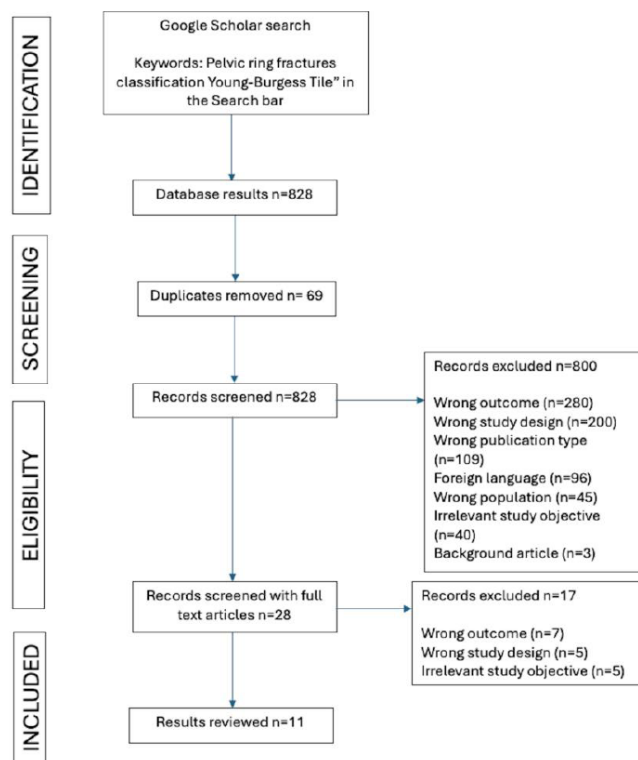 IDENTIFICATION
Google Scholar search
Keywords: Pelvic ring fractures
classification Young-Burgess Tile” in
the Search bar
Database results n=828
SCREENING
Duplicates removed n= 69
Records screened n=828
Records excluded n=800
Wrong outcome (n=280)
Wrong study design (n=200)
Wrong publication type
(n=109)
Foreign language (n=96)
Wrong population (n=45)
Irrelevant study objective
(n=40)
Background article (n=3)
ELIGIBILITY
Records screened with full
text articles n=28
Records excluded n=17
Wrong outcome (n=7)
Wrong study design (n=5)
Irrelevant study objective (n=5)
INCLUDED
Results reviewed n=11